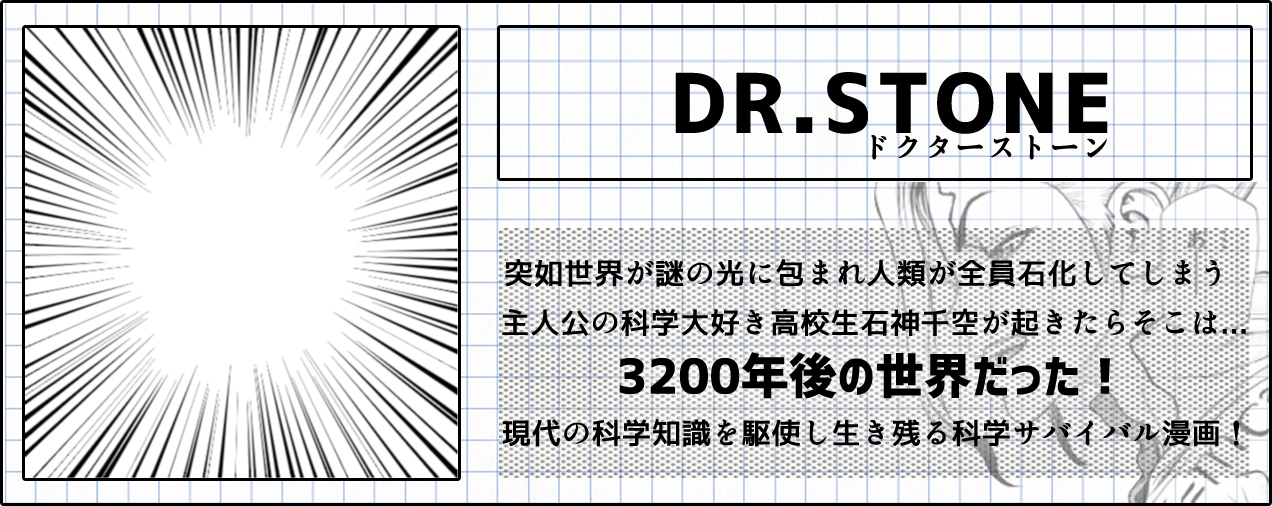 DR.STONE
ドクターストーン
突如世界が謎の光に包まれ人類が全員石化してしまう
主人公の科学大好き高校生石神千空が起きたらそこは...
3200年後の世界だった！
現代の科学知識を駆使し生き残る科学サバイバル漫画！